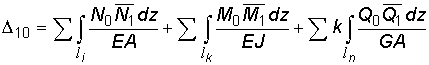 Δ₁₀ = ∑ ∫_{l_i} N₀ N̅₁ dz / EA + ∑ ∫_{l_k} M₀ M̅₁ dz / EJ + ∑ k ∫_{l_n} Q₀ Q̅₁ dz / GA